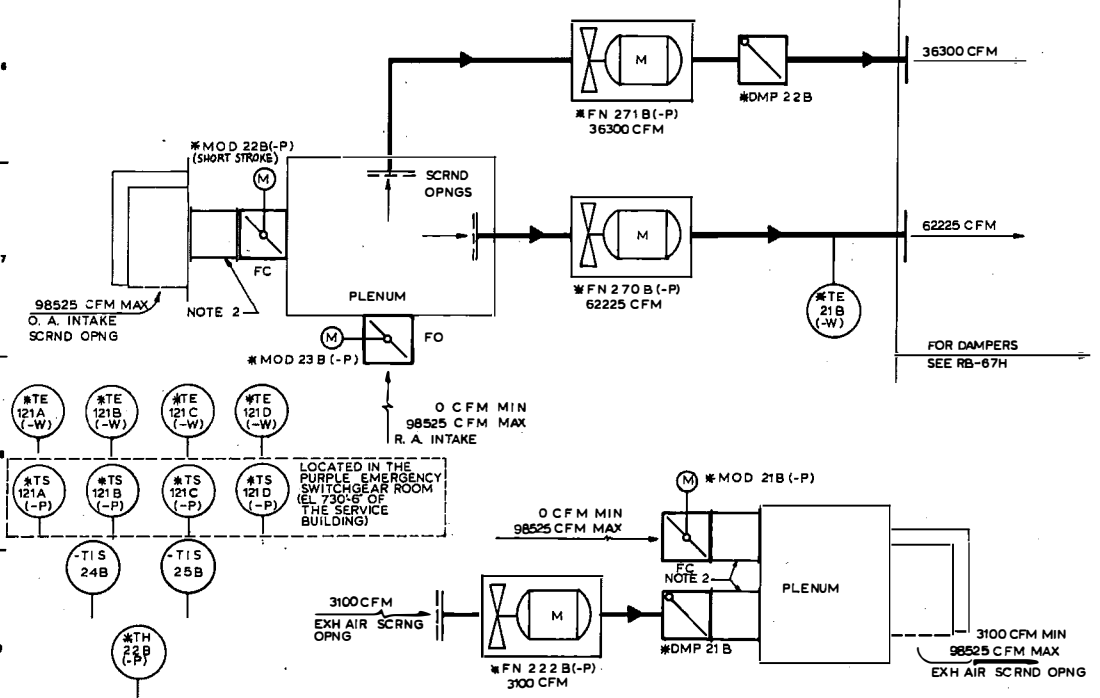 6
36300 CFM
M
*DMP 22B
*FN 271B(-P)
36300 CFM
*MOD 22B(-P)
(SHORT STROKE)
M
SCRND
OPNGS
7
FC
M
62225 CFM
*FN 270B(-P)
62225 CFM
PLENUM
98525 CFM MAX
O. A. INTAKE
SCRND OPNG
NOTE 2
*TE
21B
(-W)
M
FO
*MOD 23B(-P)
FOR DAMPERS
SEE RB-67H
0 CFM MIN
98525 CFM MAX
R. A. INTAKE
*TE
121A
(-W)
*TE
121B
(-W)
*TE
121C
(-W)
*TE
121D
(-W)
8
*TS
121A
(-P)
*TS
121B
(-P)
*TS
121C
(-P)
*TS
121D
(-P)
LOCATED IN THE
PURPLE EMERGENCY
SWITCHGEAR ROOM
(EL 730'-6" OF
THE SERVICE
BUILDING)
M
*MOD 21B(-P)
0 CFM MIN
98525 CFM MAX
FC
NOTE 2
PLENUM
-TIS
24B
-TIS
25B
3100 CFM
EXH AIR SCRNG
OPNG
M
*DMP 21B
*FN 222B(-P)
3100 CFM
*TH
22B
(-P)
9
3100 CFM MIN
98525 CFM MAX
EXH AIR SCRND OPNG